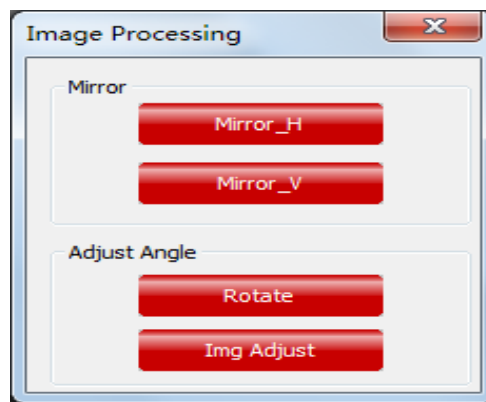 Image Processing
Mirror
Mirror_H
Mirror_V
Adjust Angle
Rotate
Img Adjust